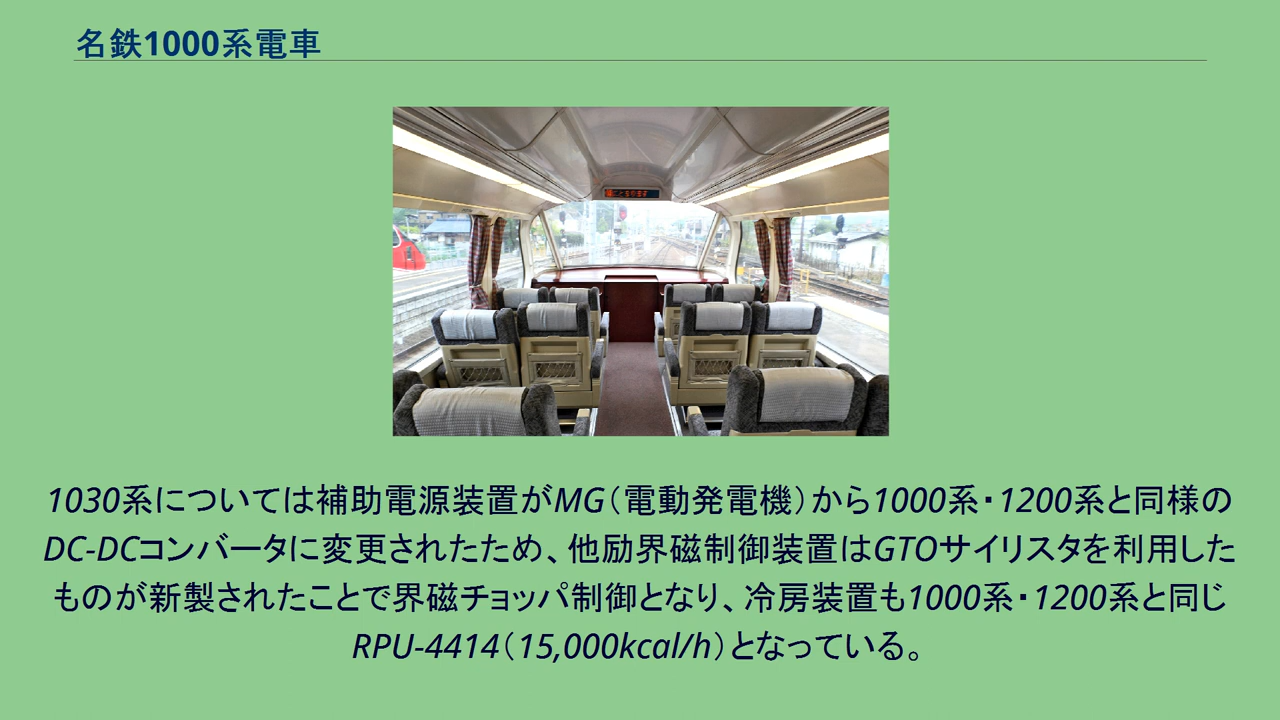 名鉄1000系電車
1030系については補助電源装置がMG（電動発電機）から1000系・1200系と同様の
DC-DCコンバータに変更されたため、他励界磁制御装置はGTOサイリスタを利用した
ものが新製されたことで界磁チョッパ制御となり、冷房装置も1000系・1200系と同じ
RPU-4414（15,000kcal/h）となっている。